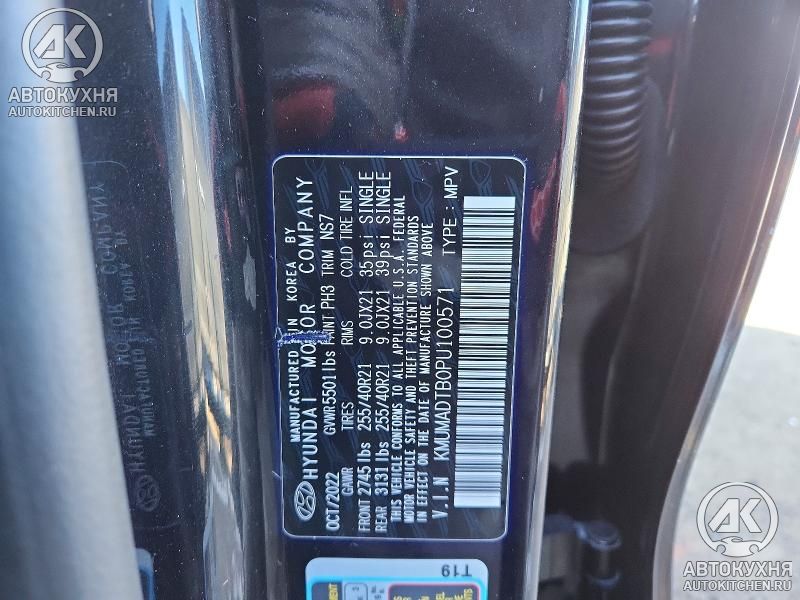 АВТОКУХНЯ
AUTOKITCHEN.RU
MANUFACTURED IN KOREA BY
HYUNDAI MOTOR COMPANY
OCT/2022 GVWR 5501 lbs PH3 TRIM NS7
GAWR TIRES RIMS COLD TIRE INFL
FRONT 2745 lbs 255/40R21 9.0JX21 35psi SINGLE
REAR 3131 lbs 255/40R21 9.0JX21 39psi SINGLE
THIS VEHICLE CONFORMS TO ALL APPLICABLE U.S.A. FEDERAL
MOTOR VEHICLE SAFETY AND THEFT PREVENTION STANDARDS
IN EFFECT ON THE DATE OF MANUFACTURE SHOWN ABOVE
V.I.N KMUMADTB0PU100571 TYPE : MPV
T19
АВТОКУХНЯ
AUTOKITCHEN.RU